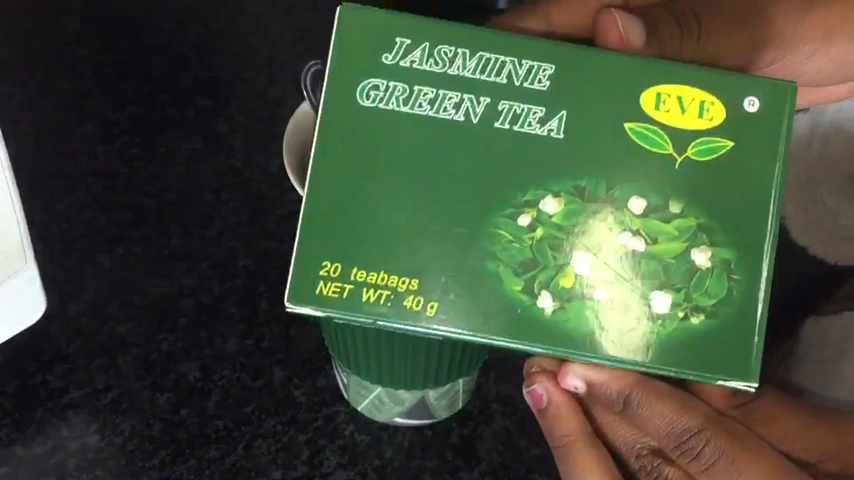 JASMINE
GREEN TEA
EVE ®
20 teabags
NET WT: 40 g